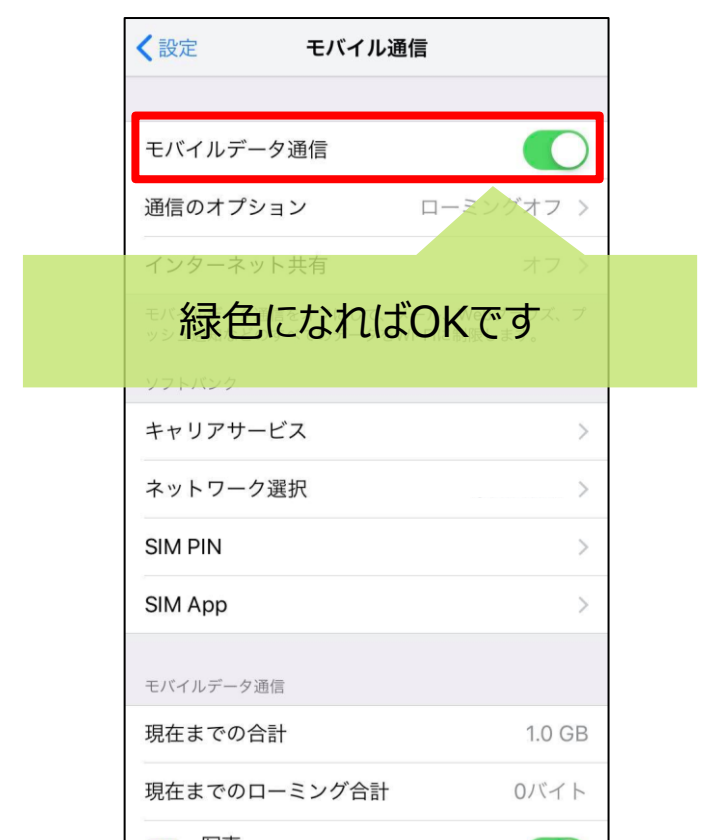 設定
モバイル通信
モバイルデータ通信
通信のオプション ローミングオフ
インターネット共有 オフ
緑色になればOKです
ソフトバンク
キャリアサービス
ネットワーク選択
SIM PIN
SIM App
モバイルデータ通信
現在までの合計 1.0 GB
現在までのローミング合計 0バイト
写真